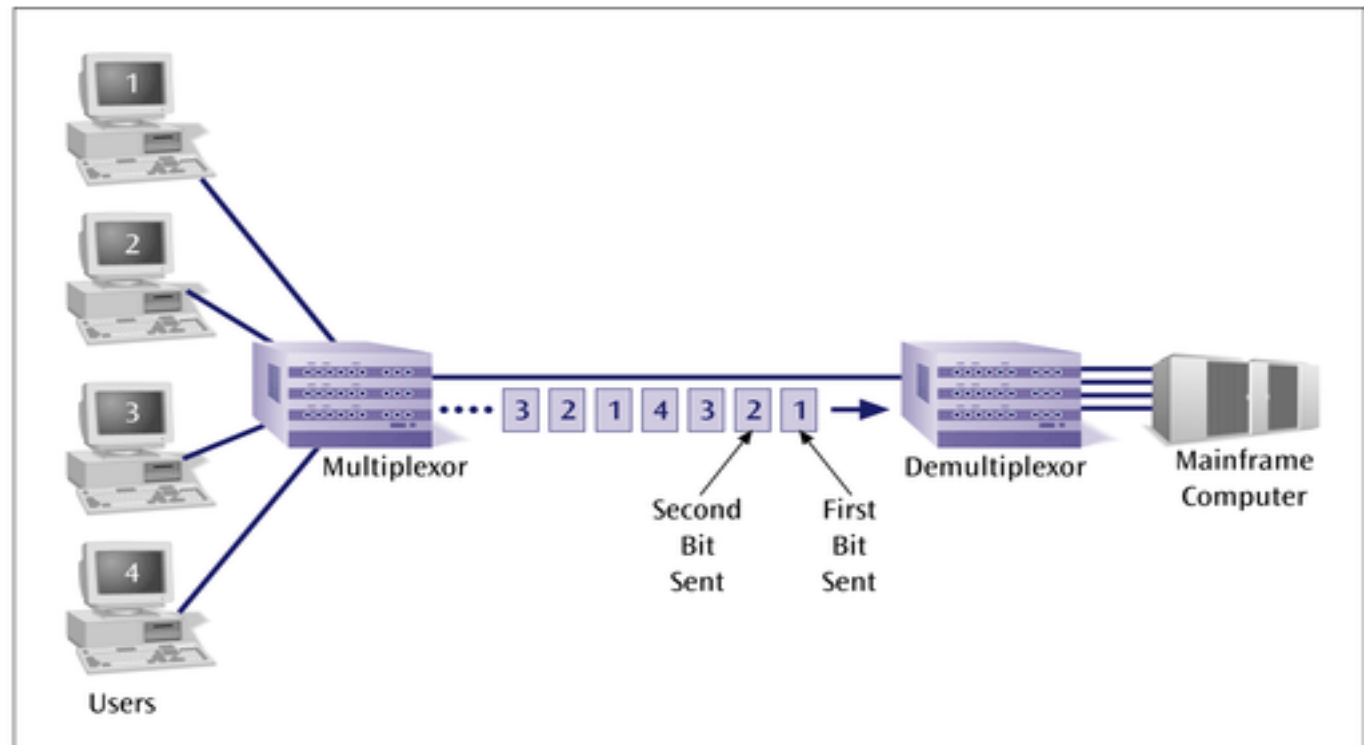 1
2
3
4
Users
Multiplexor
3 2 1 4 3 2 1
Second
Bit
Sent
First
Bit
Sent
Demultiplexor
Mainframe
Computer